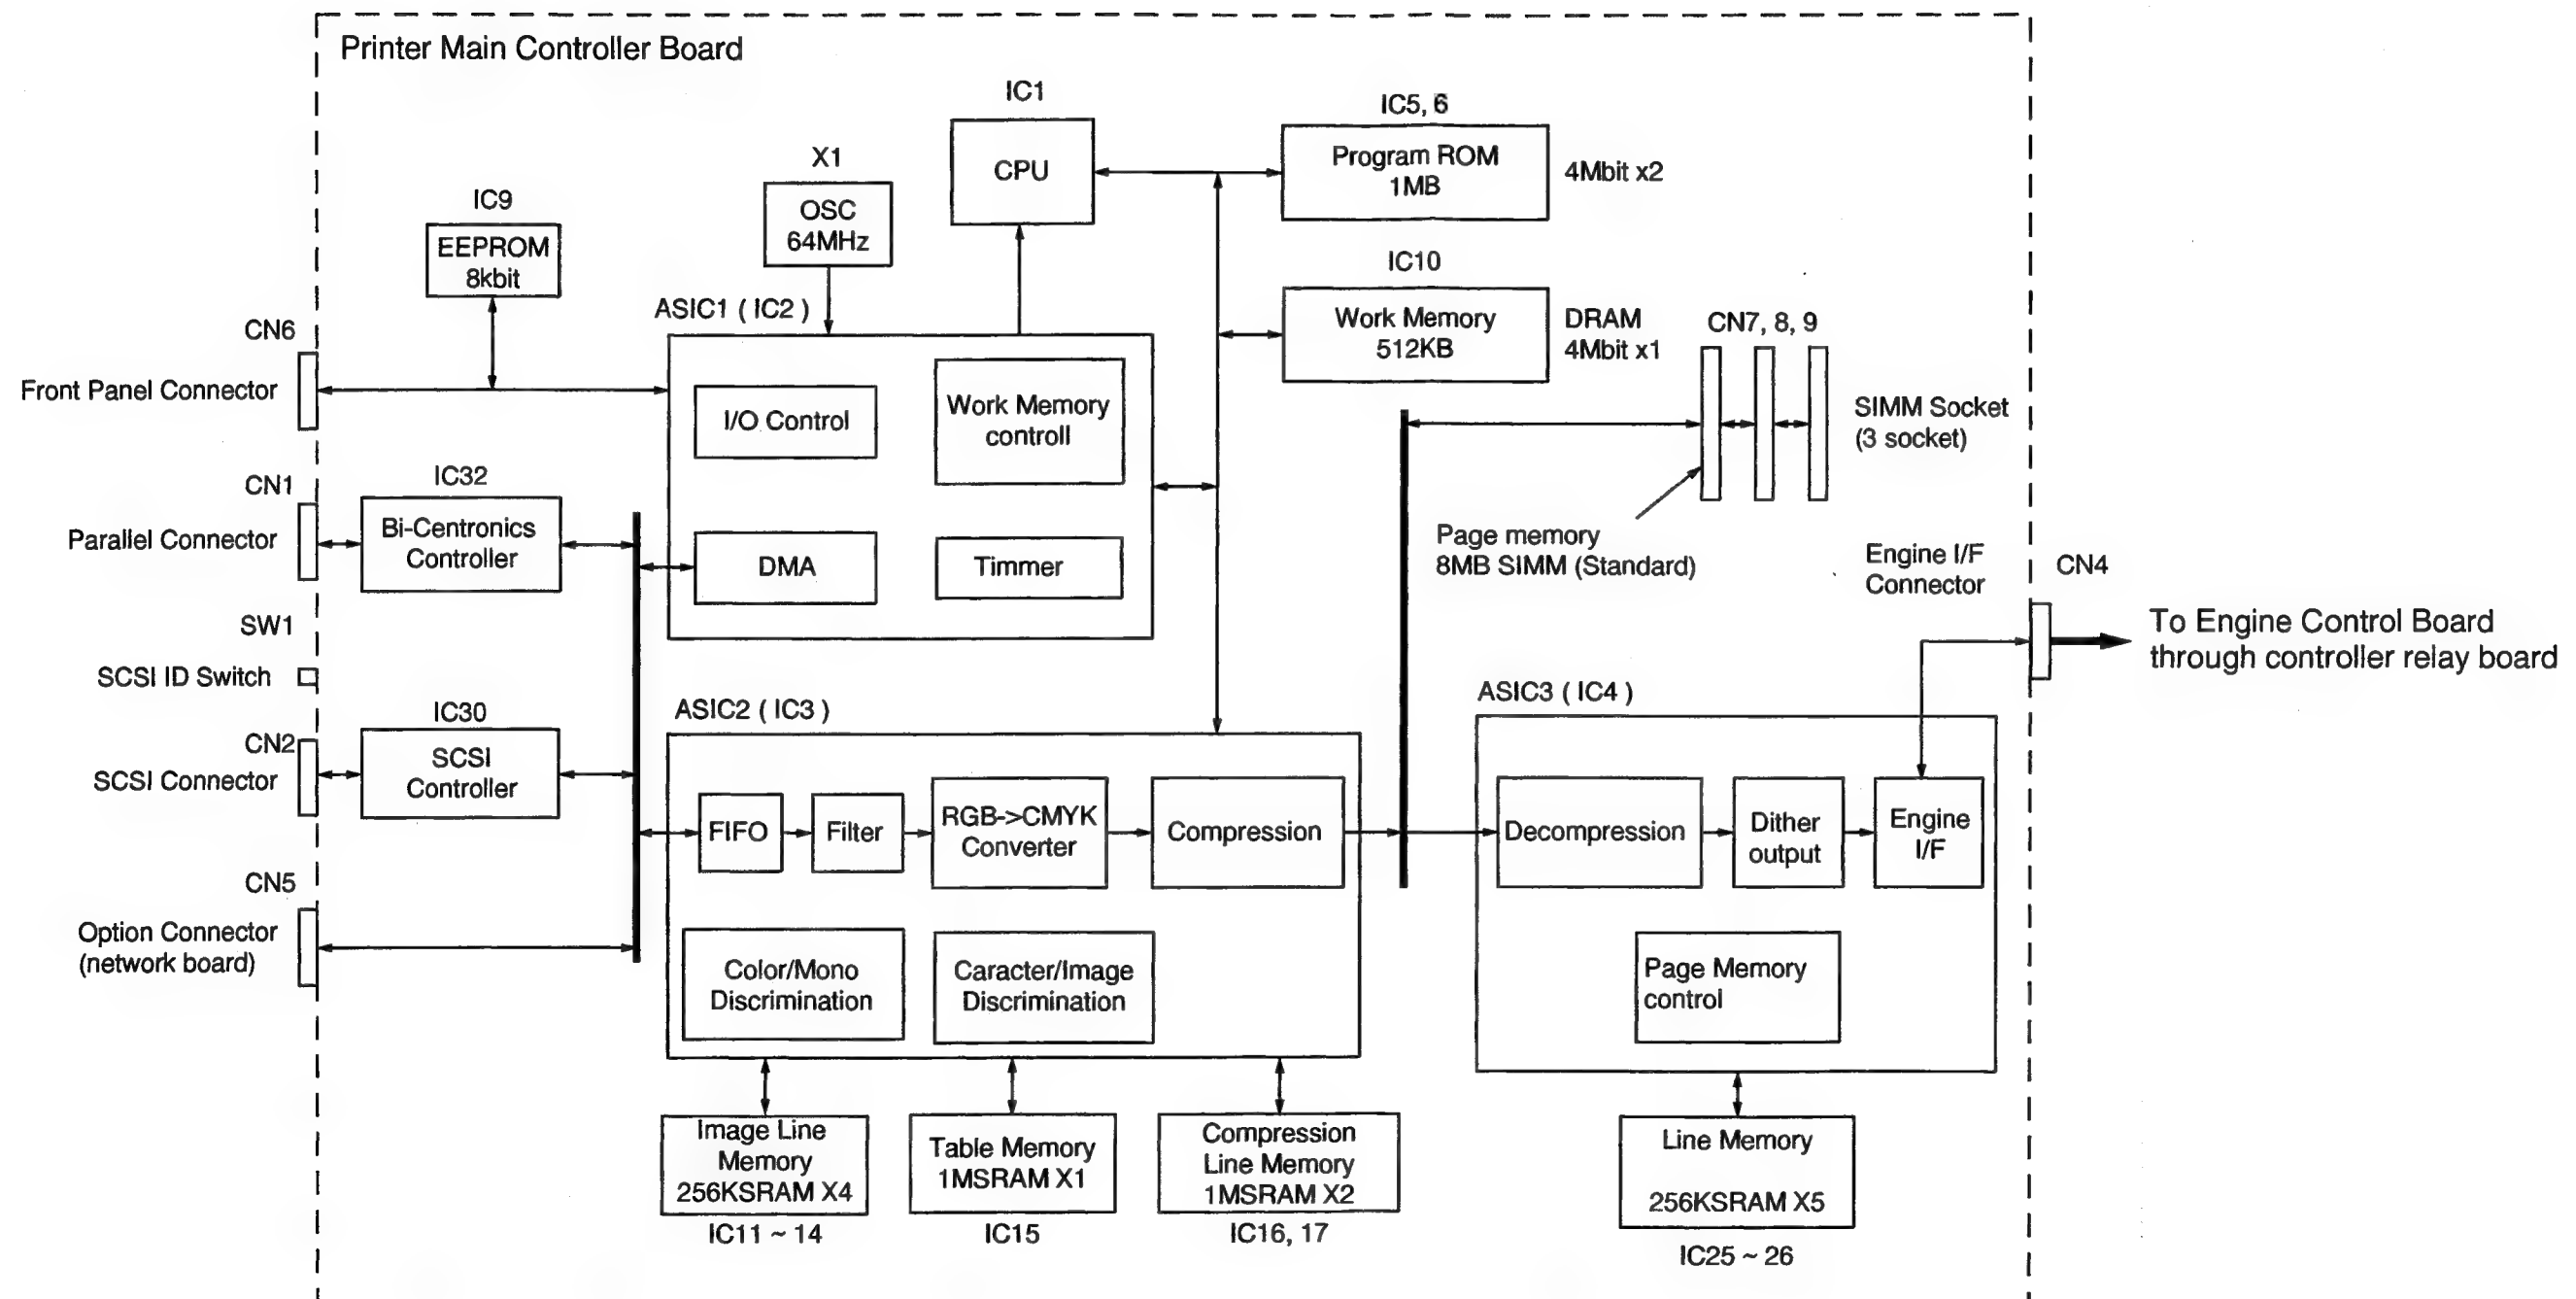 Printer Main Controller Board
IC1
CPU
IC5, 6
Program ROM
1MB
4Mbit x2
X1
OSC
64MHz
IC9
EEPROM
8kbit
IC10
Work Memory
512KB
DRAM
4Mbit x1
CN7, 8, 9
SIMM Socket
(3 socket)
Page memory
8MB SIMM (Standard)
ASIC1 ( IC2 )
I/O Control
Work Memory
controll
DMA
Timmer
CN6
Front Panel Connector
CN1
Parallel Connector
IC32
Bi-Centronics
Controller
SW1
SCSI ID Switch
IC30
SCSI
Controller
CN2
SCSI Connector
CN5
Option Connector
(network board)
Engine I/F
Connector
CN4
To Engine Control Board
through controller relay board
ASIC2 ( IC3 )
FIFO
Filter
RGB->CMYK
Converter
Compression
Color/Mono
Discrimination
Caracter/Image
Discrimination
ASIC3 ( IC4 )
Decompression
Dither
output
Engine
I/F
Page Memory
control
Image Line
Memory
256KSRAM X4
IC11 ~ 14
Table Memory
1MSRAM X1
IC15
Compression
Line Memory
1MSRAM X2
IC16, 17
Line Memory
256KSRAM X5
IC25 ~ 26